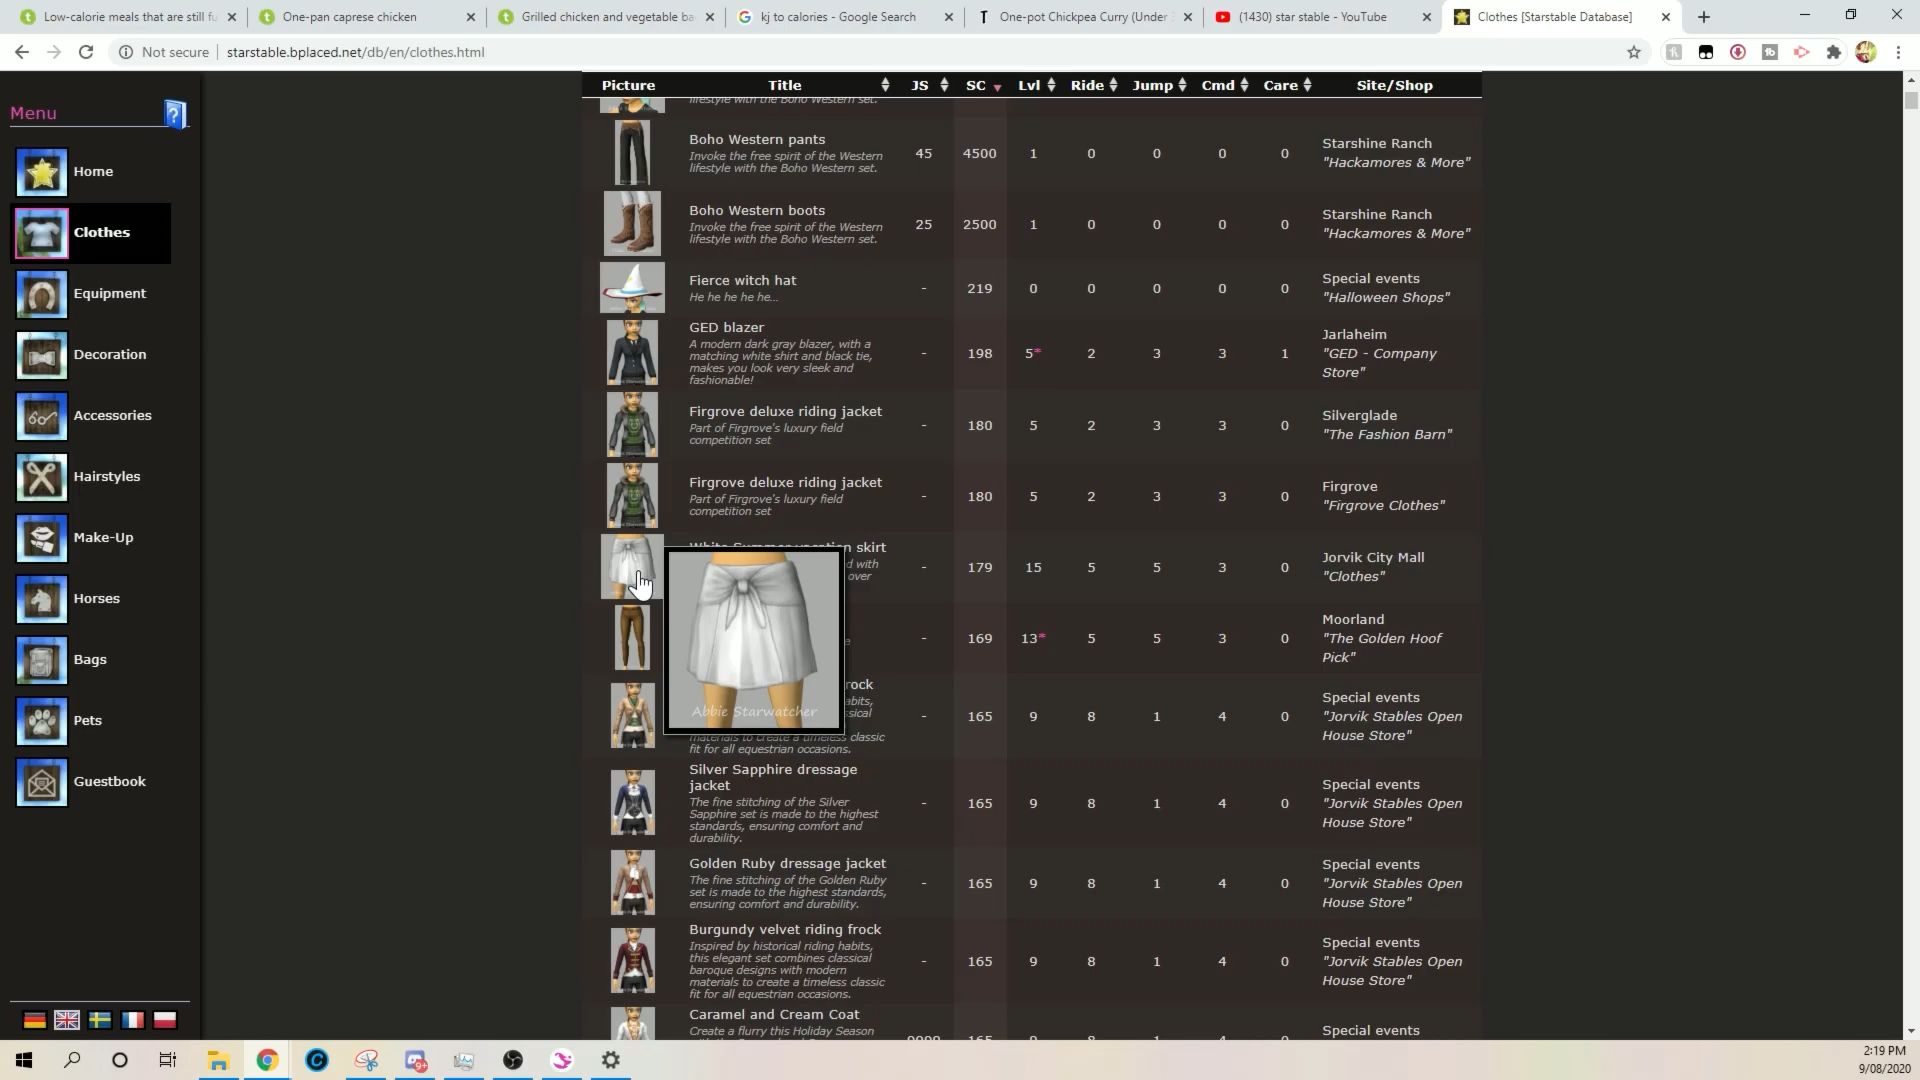 Low-calorie meals that are still fu
One-pan caprese chicken
Grilled chicken and vegetable ba
kj to calories - Google Search
One-pot Chickpea Curry (Under
(1430) star stable - YouTube
Clothes [Starstable Database]
Not secure
starstable.bplaced.net/db/en/clothes.html
Menu
Home
Clothes
Equipment
Decoration
Accessories
Hairstyles
Make-Up
Horses
Bags
Pets
Guestbook
Picture Title JS SC Lvl Ride Jump Cmd Care Site/Shop
lifestyle with the Boho Western set.
Boho Western pants
Invoke the free spirit of the Western
lifestyle with the Boho Western set.
45 4500 1 0 0 0 0
Starshine Ranch
"Hackamores & More"
Boho Western boots
Invoke the free spirit of the Western
lifestyle with the Boho Western set.
25 2500 1 0 0 0 0
Starshine Ranch
"Hackamores & More"
Fierce witch hat
He he he he he...
- 219 0 0 0 0 0
Special events
"Halloween Shops"
GED blazer
A modern dark gray blazer, with a
matching white shirt and black tie,
makes you look very sleek and
fashionable!
- 198 5* 2 3 3 1
Jarlaheim
"GED - Company
Store"
Firgrove deluxe riding jacket
Part of Firgrove's luxury field
competition set
- 180 5 2 3 3 0
Silverglade
"The Fashion Barn"
Firgrove deluxe riding jacket
Part of Firgrove's luxury field
competition set
- 180 5 2 3 3 0
Firgrove
"Firgrove Clothes"
White Summer vacation skirt
d with
over
- 179 15 5 5 3 0
Jorvik City Mall
"Clothes"
- 169 13* 5 5 3 0
Moorland
"The Golden Hoof
Pick"
Abbie Starwatcher
rock
abits,
ssical
materials to create a timeless classic
fit for all equestrian occasions.
- 165 9 8 1 4 0
Special events
"Jorvik Stables Open
House Store"
Silver Sapphire dressage
jacket
The fine stitching of the Silver
Sapphire set is made to the highest
standards, ensuring comfort and
durability.
- 165 9 8 1 4 0
Special events
"Jorvik Stables Open
House Store"
Golden Ruby dressage jacket
The fine stitching of the Golden Ruby
set is made to the highest standards,
ensuring comfort and durability.
- 165 9 8 1 4 0
Special events
"Jorvik Stables Open
House Store"
Burgundy velvet riding frock
Inspired by historical riding habits,
this elegant set combines classical
baroque designs with modern
materials to create a timeless classic
fit for all equestrian occasions.
- 165 9 8 1 4 0
Special events
"Jorvik Stables Open
House Store"
Caramel and Cream Coat
Create a flurry this Holiday Season
Special events
2:19 PM
9/08/2020